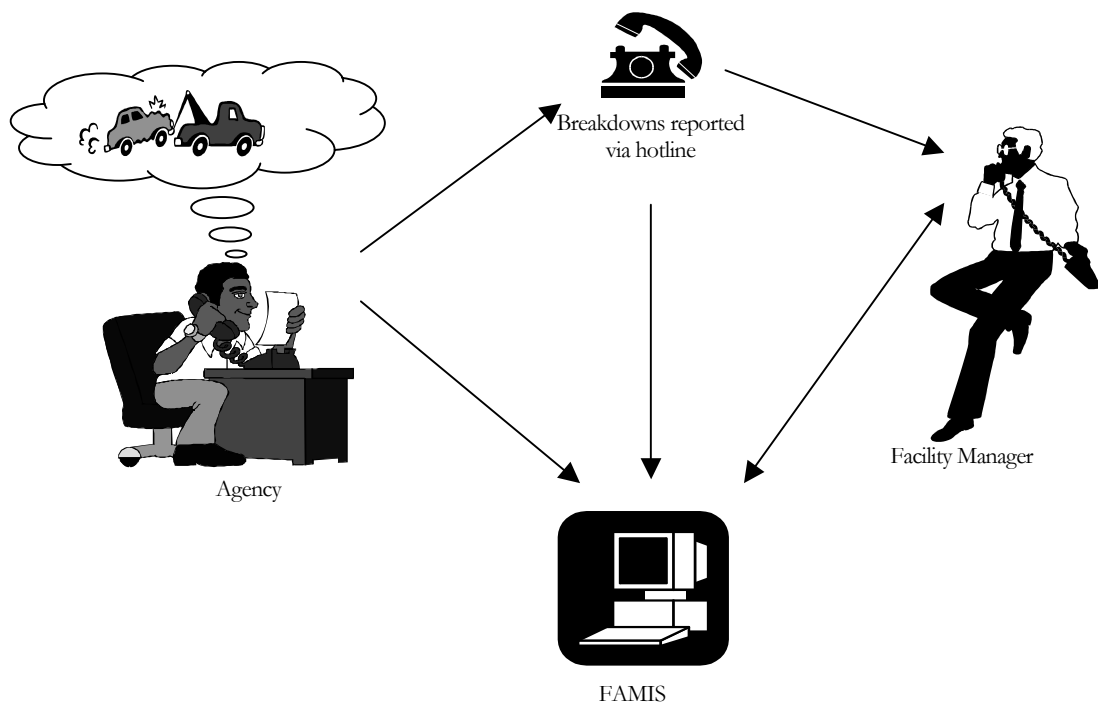 Breakdowns reported
via hotline
Facility Manager
Agency
FAMIS